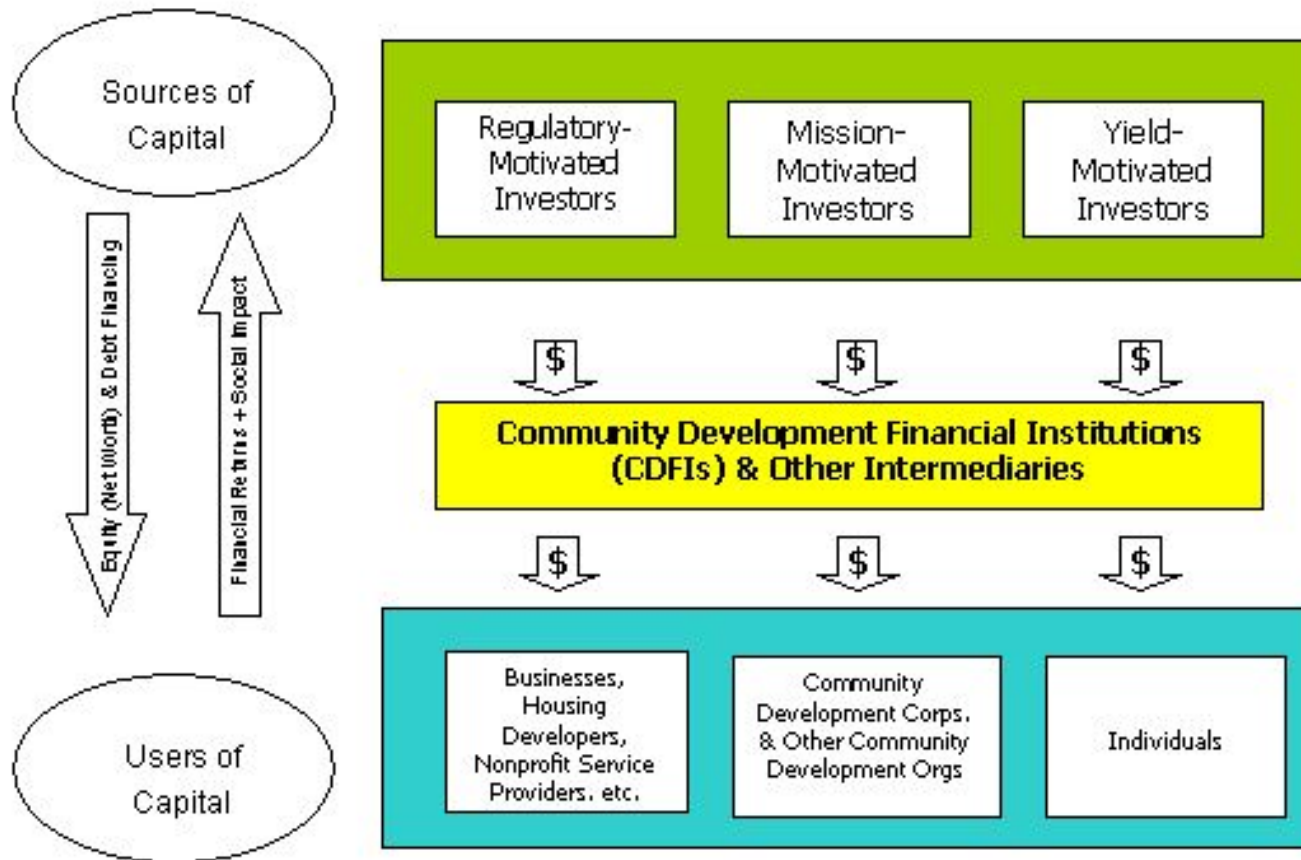 Sources of
Capital
Regulatory-
Motivated
Investors
Mission-
Motivated
Investors
Yield-
Motivated
Investors
Equity (Net Worth) & Debt Financing
Financial Returns + Social Impact
$
$
$
Community Development Financial Institutions
(CDFIs) & Other Intermediaries
$
$
$
Users of
Capital
Businesses,
Housing
Developers,
Nonprofit Service
Providers. etc.
Community
Development Corps.
& Other Community
Development Orgs
Individuals